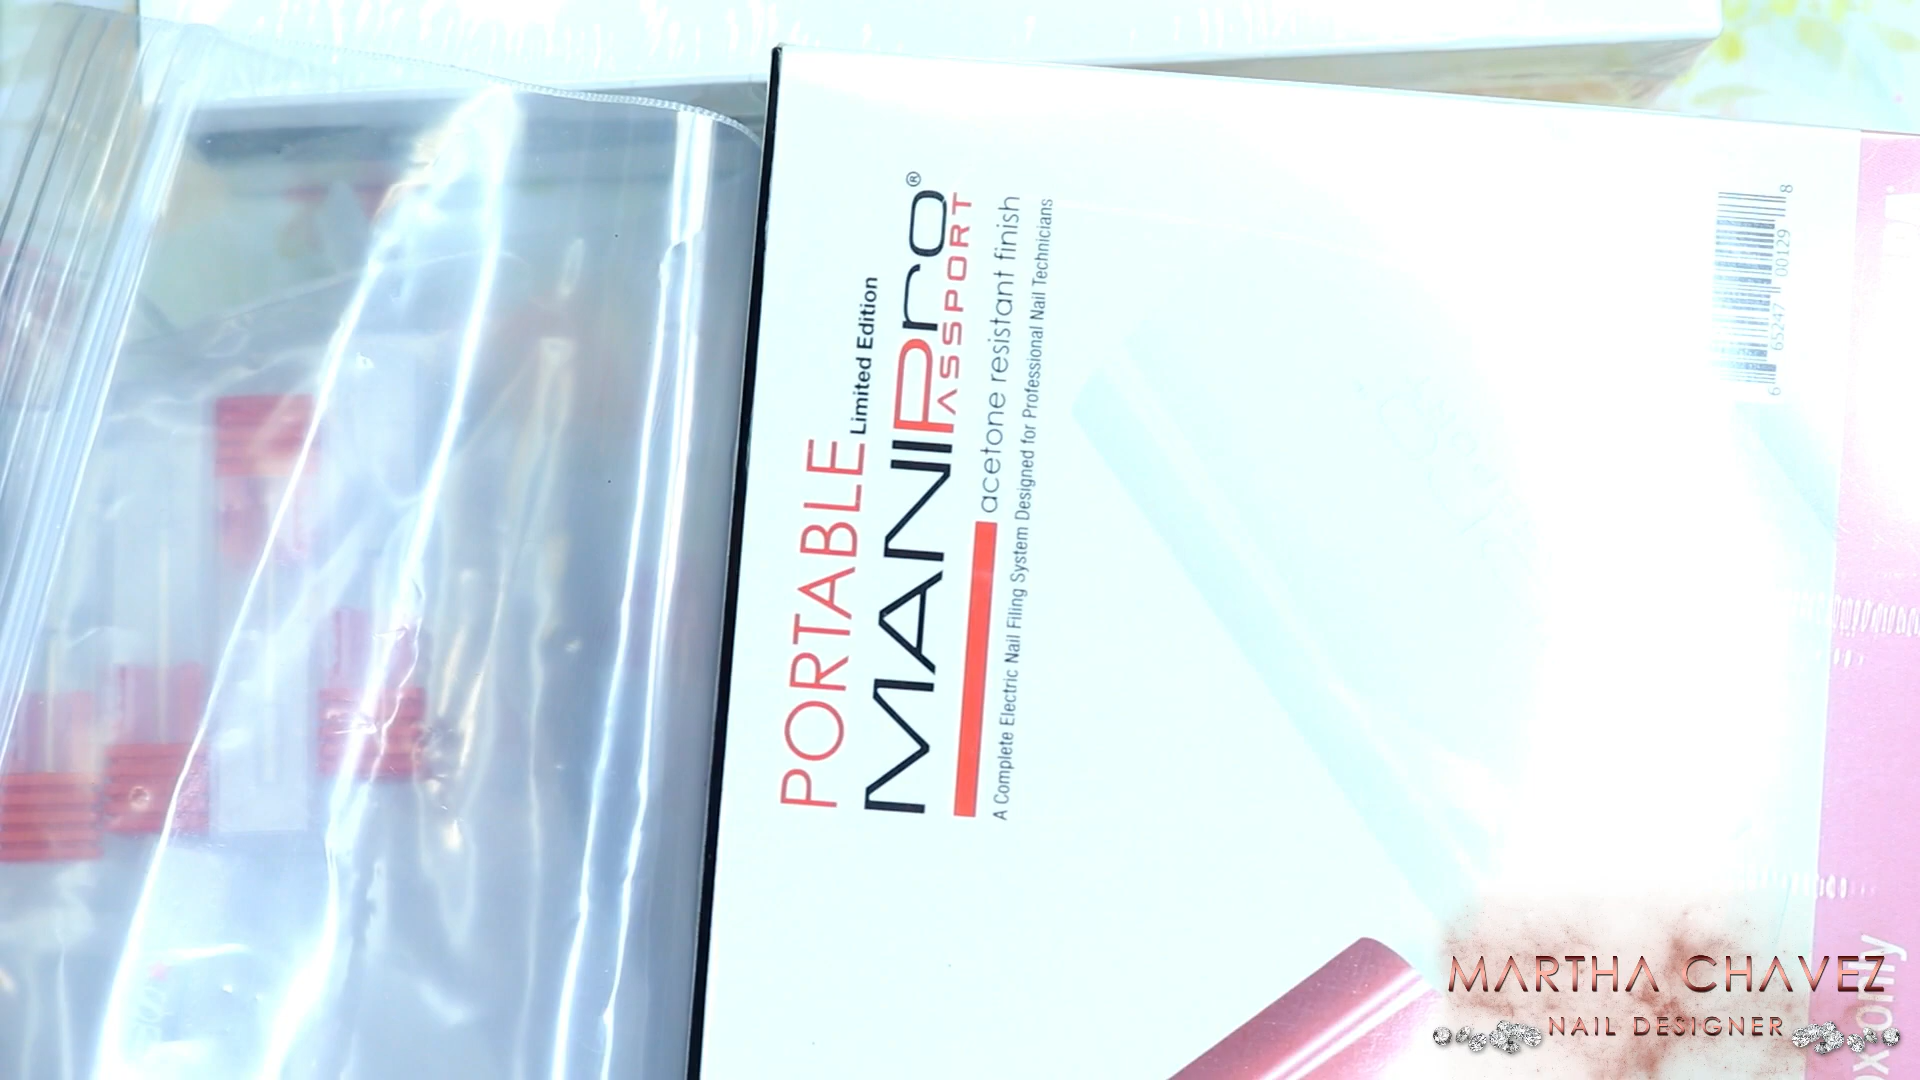 PORTABLE Limited Edition
MANIPro®
PASSPORT
acetone resistant finish
A Complete Electric Nail Filing System Designed for Professional Nail Technicians
6 65247 00129 8
MARTHA CHAVEZ
NAIL DESIGNER